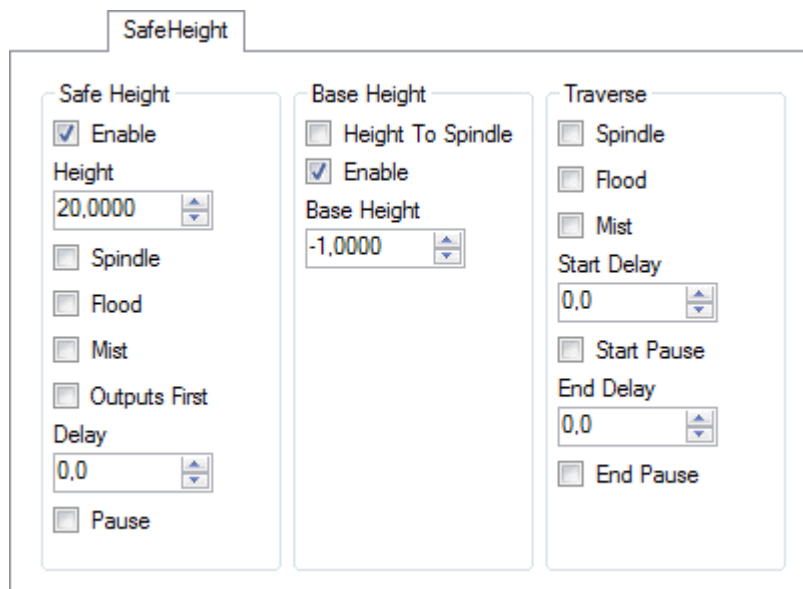 SafeHeight
Safe Height
Enable
Height
20,0000
Spindle
Flood
Mist
Outputs First
Delay
0,0
Pause
Base Height
Height To Spindle
Enable
Base Height
-1,0000
Traverse
Spindle
Flood
Mist
Start Delay
0,0
Start Pause
End Delay
0,0
End Pause